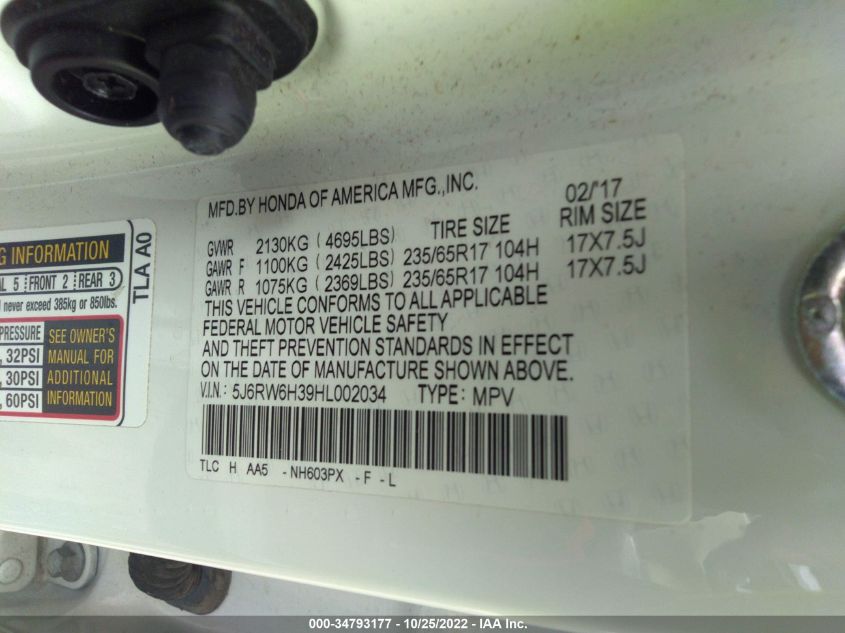 MFD.BY HONDA OF AMERICA MFG.,INC. 02/'17
TIRE SIZE RIM SIZE
GVWR 2130KG ( 4695LBS)
GAWR F 1100KG ( 2425LBS) 235/65R17 104H 17X7.5J
GAWR R 1075KG ( 2369LBS) 235/65R17 104H 17X7.5J
THIS VEHICLE CONFORMS TO ALL APPLICABLE
FEDERAL MOTOR VEHICLE SAFETY
AND THEFT PREVENTION STANDARDS IN EFFECT
ON THE DATE OF MANUFACTURE SHOWN ABOVE.
V.I.N.: 5J6RW6H39HL002034 TYPE: MPV
TLC H AA5 -NH603PX -F -L
INFORMATION
5 FRONT 2 REAR 3
never exceed 385kg or 850lbs.
PRESSURE
, 32PSI
, 30PSI
, 60PSI
SEE OWNER'S
MANUAL FOR
ADDITIONAL
INFORMATION
TLA A0
000-34793177 - 10/25/2022 - IAA Inc.